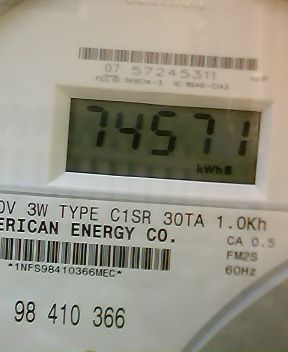 07 57245311
74571
kWh
0V 3W TYPE C1SR 30TA 1.0Kh
ERICAN ENERGY CO.
CA 0.5
*1NFS98410366MEC*
FM2S
60Hz
98 410 366